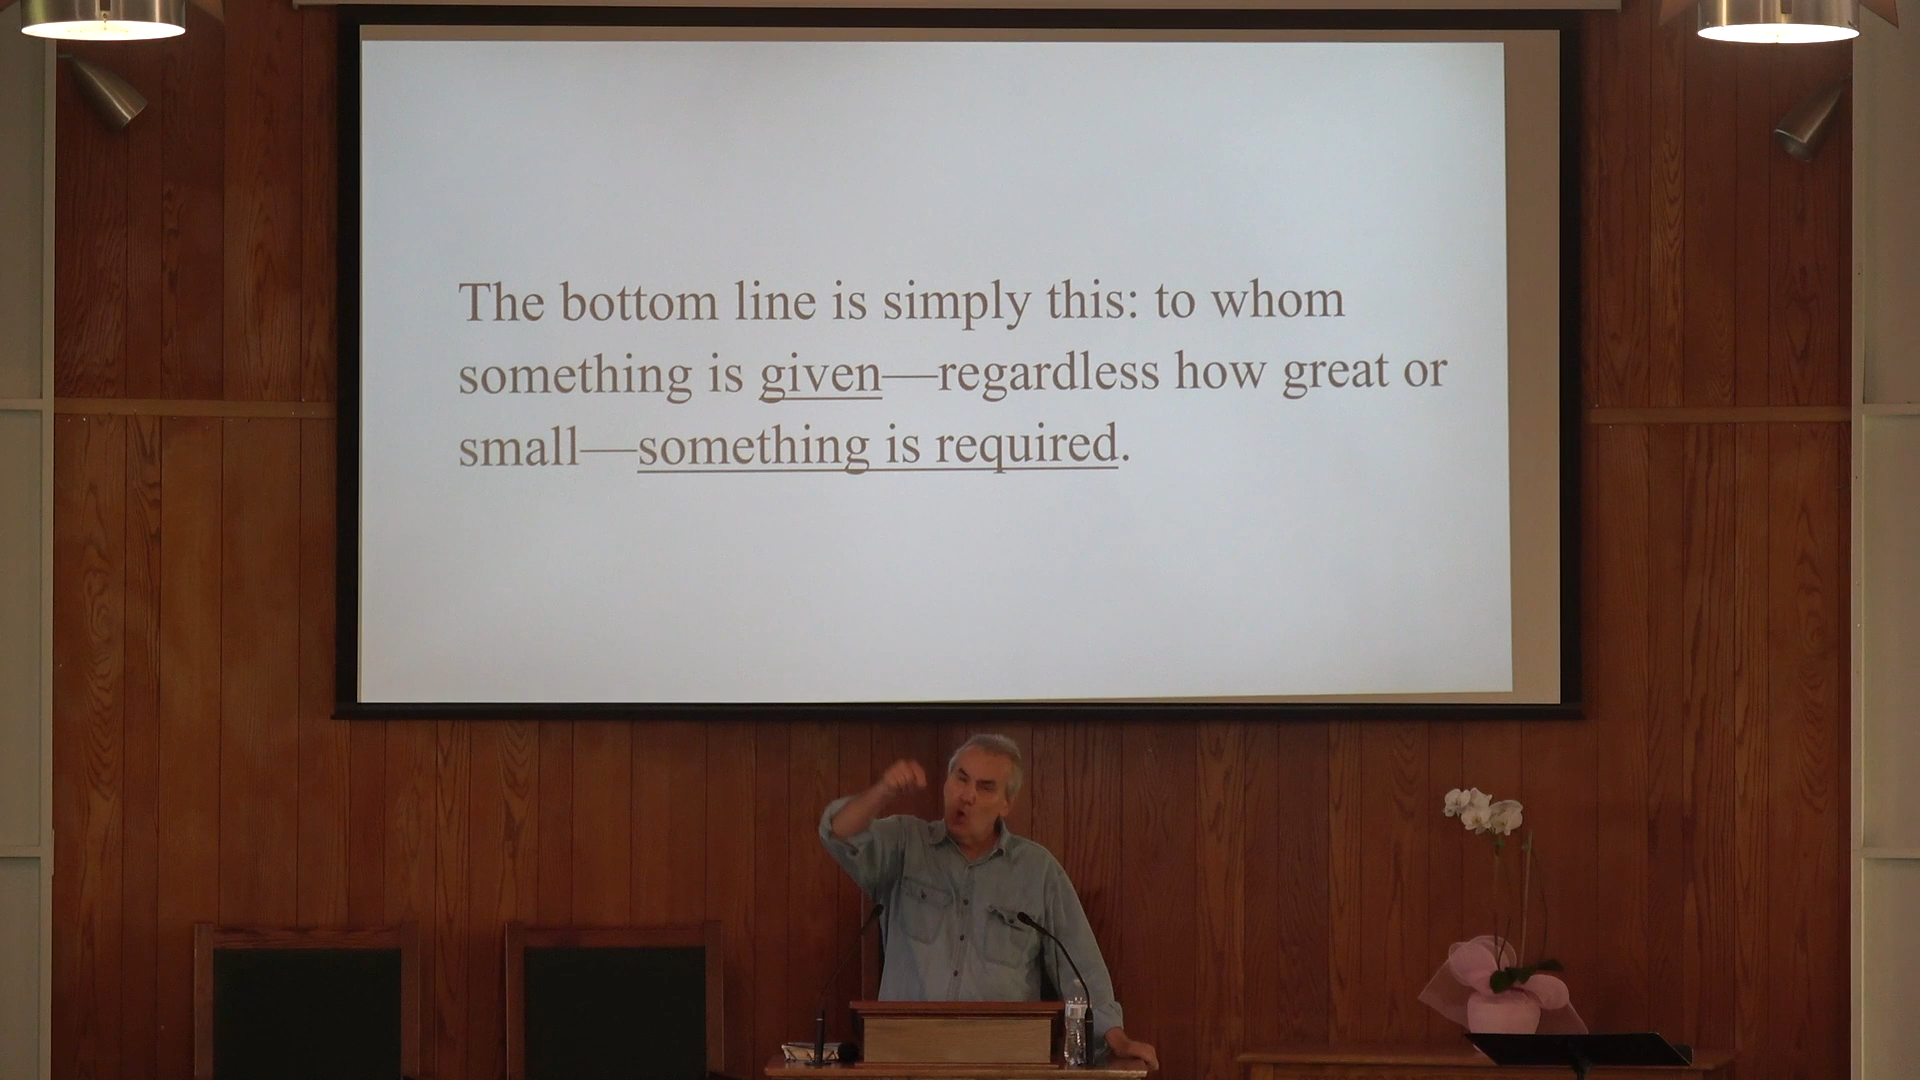 The bottom line is simply this: to whom
something is given—regardless how great or
small—something is required.